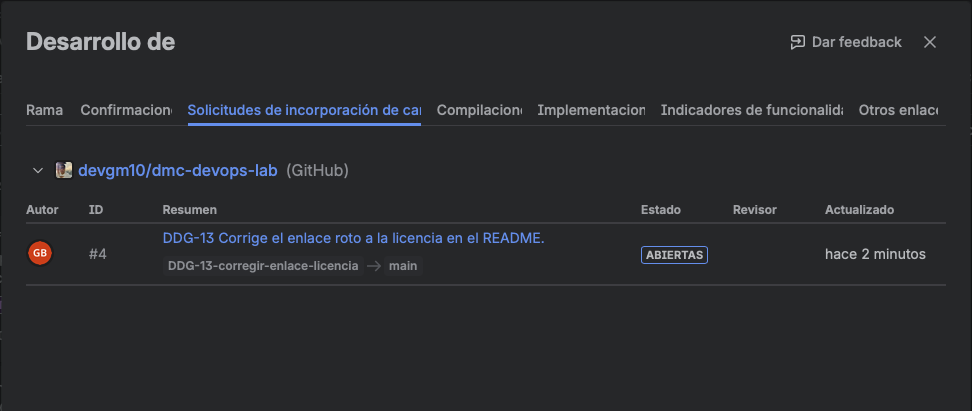 Desarrollo de
Dar feedback
Rama Confirmacion Solicitudes de incorporación de ca Compilacion Implementacion Indicadores de funcionalida Otros enlace
devgm10/dmc-devops-lab (GitHub)
Autor ID Resumen Estado Revisor Actualizado
DDG-13 Corrige el enlace roto a la licencia en el README.
GB #4 ABIERTAS hace 2 minutos
DDG-13-corregir-enlace-licencia → main